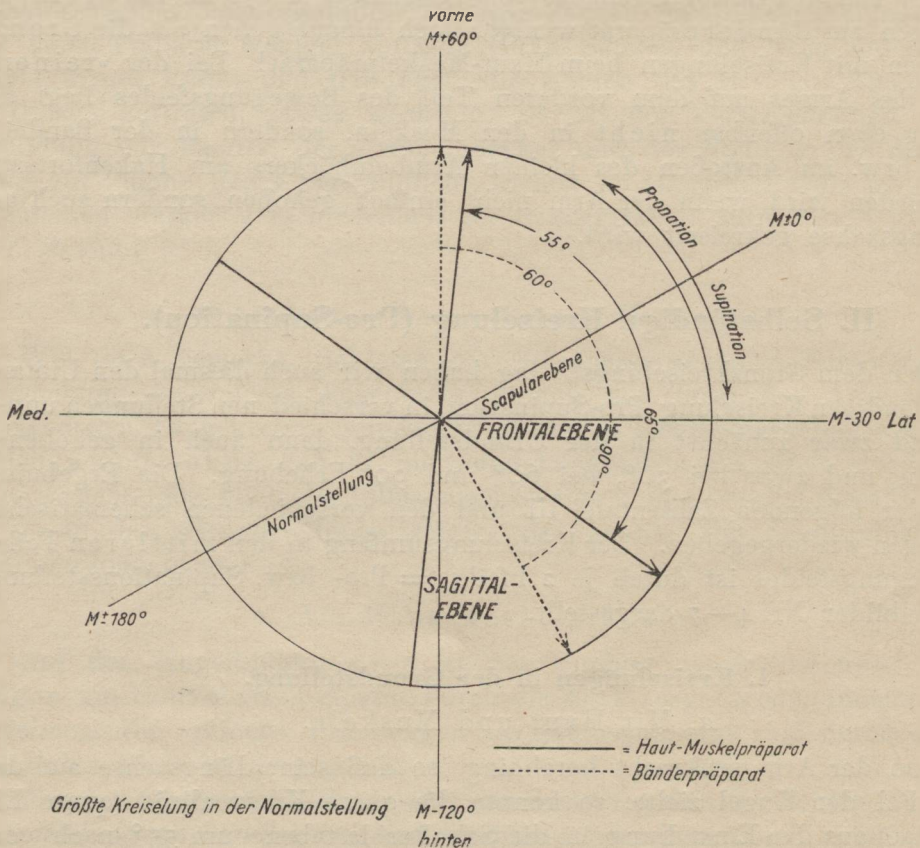 vorne
M+60°
Pronation
M±0°
55°
60°
Supination
Scapularebene
Med.
M-30° Lat
FRONTALEBENE
65°
90°
Normalstellung
SAGITTAL-
EBENE
M±180°
= Haut-Muskelpräparat
= Bänderpräparat
Größte Kreiselung in der Normalstellung
M-120°
hinten